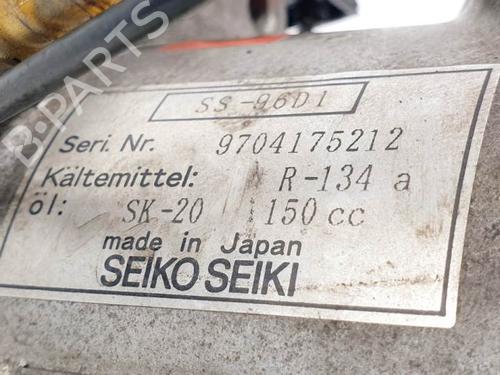 B-PARTS
SS-96D1
Seri. Nr. 9704175212
Kältemittel: R-134 a
öl: SK-20 150 cc
made in Japan
SEIKO SEIKI